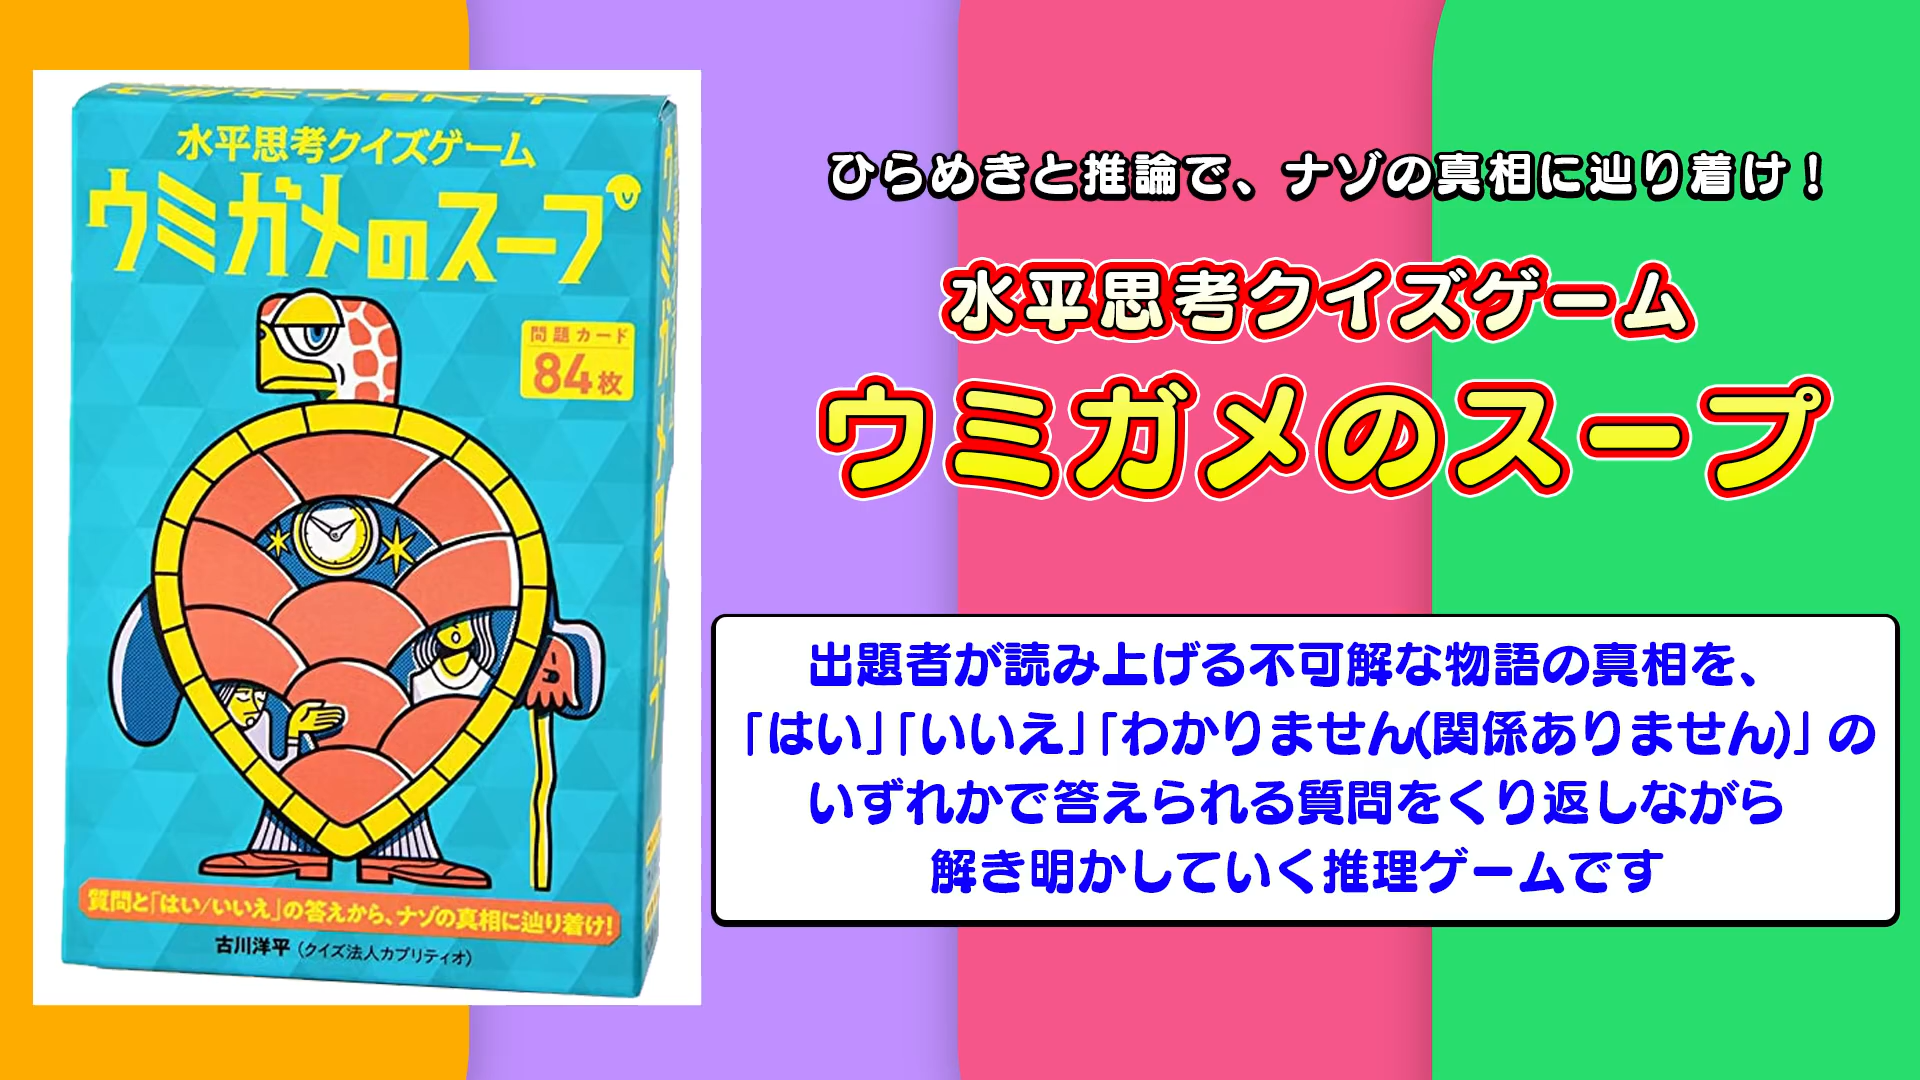 水平思考クイズゲーム
ウミガメのスープ
問題カード
84枚
質問と「はい/いいえ」の答えから、ナゾの真相に辿り着け!
古川洋平(クイズ法人カプリティオ)
ひらめきと推論で、ナゾの真相に辿り着け!
水平思考クイズゲーム
ウミガメのスープ
出題者が読み上げる不可解な物語の真相を、
「はい」「いいえ」「わかりません(関係ありません)」の
いずれかで答えられる質問をくり返しながら
解き明かしていく推理ゲームです